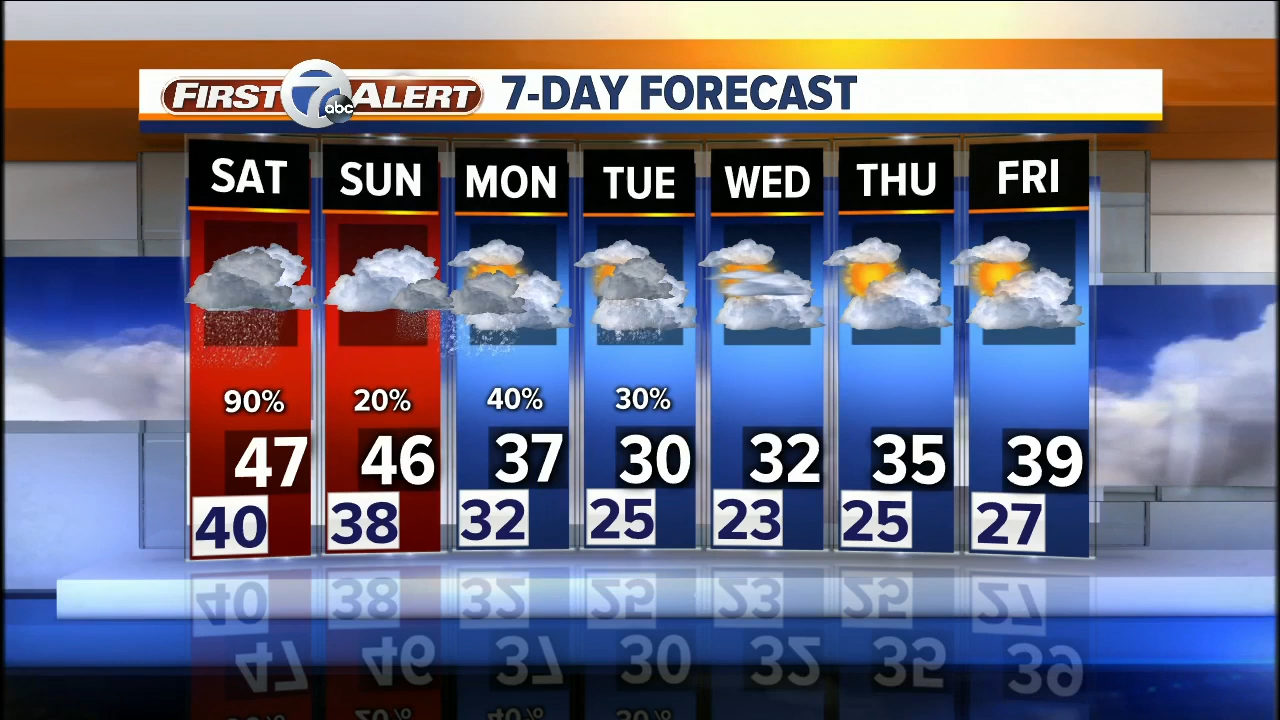 FIRST 7 abc ALERT 7-DAY FORECAST
SAT SUN MON TUE WED THU FRI
90% 20% 40% 30%
47 46 37 30 32 35 39
40 38 32 25 23 25 27